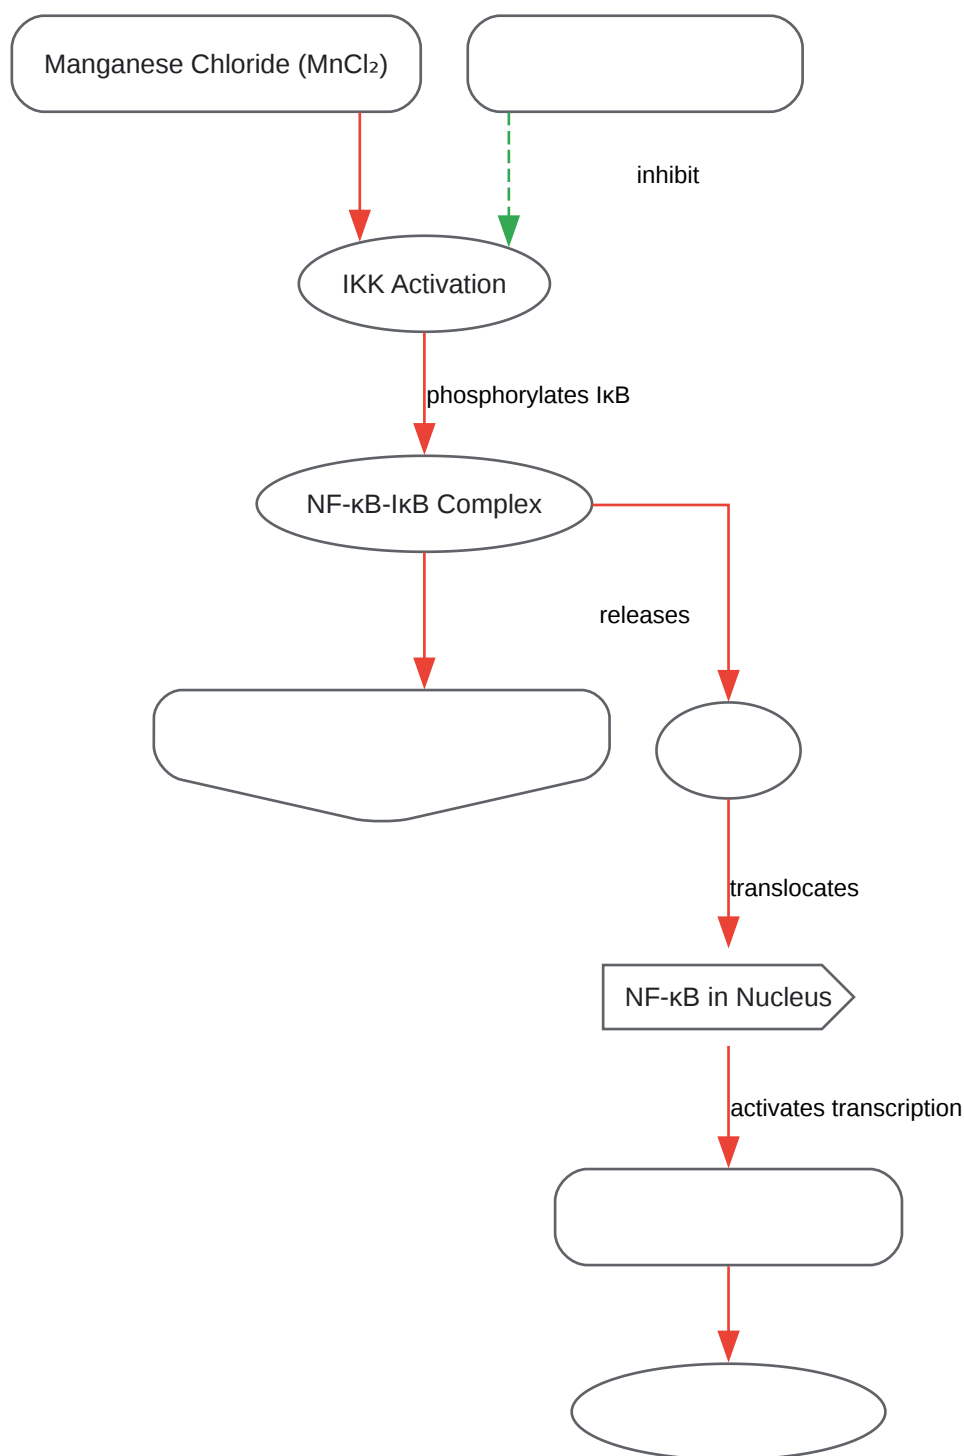 Manganese Chloride (MnCl₂)
inhibit
IKK Activation
phosphorylates IκB
NF-κB-IκB Complex
releases
translocates
NF-κB in Nucleus
activates transcription